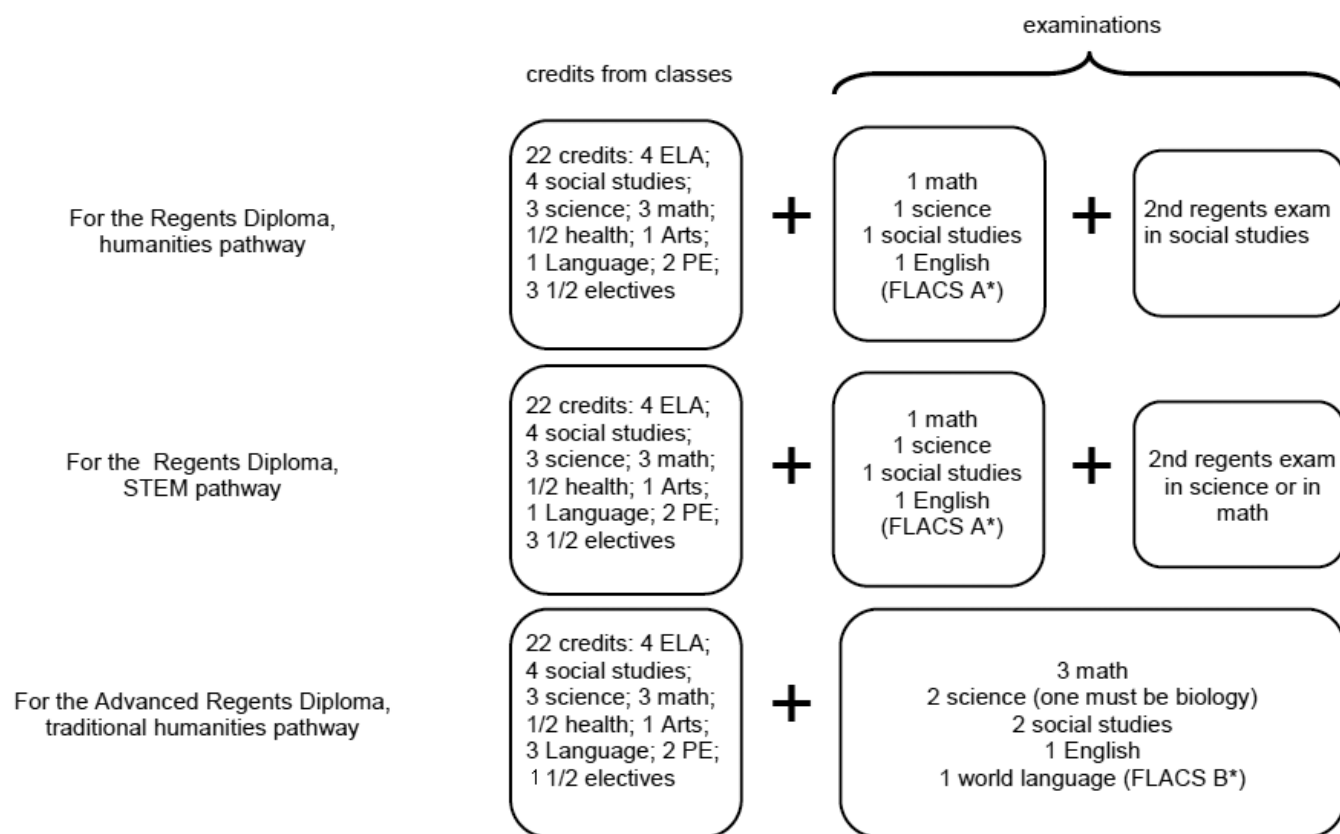 examinations
credits from classes
For the Regents Diploma,
humanities pathway
22 credits: 4 ELA;
4 social studies;
3 science; 3 math;
1/2 health; 1 Arts;
1 Language; 2 PE;
3 1/2 electives
+
1 math
1 science
1 social studies
1 English
(FLACS A*)
+
2nd regents exam
in social studies
For the  Regents Diploma,
STEM pathway
22 credits: 4 ELA;
4 social studies;
3 science; 3 math;
1/2 health; 1 Arts;
1 Language; 2 PE;
3 1/2 electives
+
1 math
1 science
1 social studies
1 English
(FLACS A*)
+
2nd regents exam
in science or in
math
For the Advanced Regents Diploma,
traditional humanities pathway
22 credits: 4 ELA;
4 social studies;
3 science; 3 math;
1/2 health; 1 Arts;
3 Language; 2 PE;
1 1/2 electives
+
3 math
2 science (one must be biology)
2 social studies
1 English
1 world language (FLACS B*)